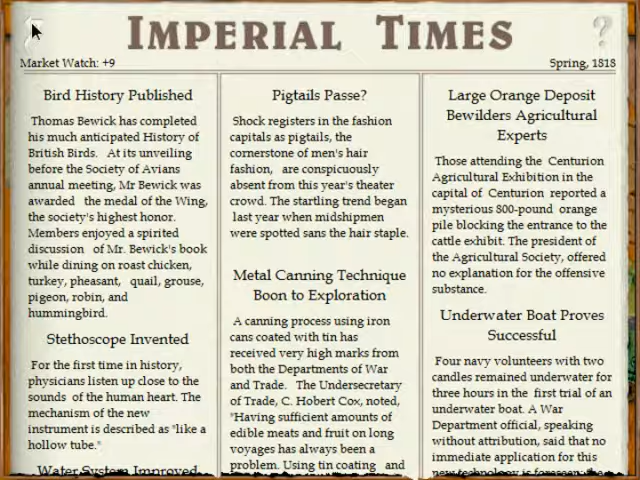 IMPERIAL TIMES
Market Watch: +9
Spring, 1818
Bird History Published
Thomas Bewick has completed
his much anticipated History of
British Birds. At its unveiling
before the Society of Avians
annual meeting, Mr Bewick was
awarded the medal of the Wing,
the society's highest honor.
Members enjoyed a spirited
discussion of Mr. Bewick's book
while dining on roast chicken,
turkey, pheasant, quail, grouse,
pigeon, robin, and
hummingbird.
Stethoscope Invented
For the first time in history,
physicians listen up close to the
sounds of the human heart. The
mechanism of the new
instrument is described as "like a
hollow tube."
Water System Improved
Pigtails Passe?
Shock registers in the fashion
capitals as pigtails, the
cornerstone of men's hair
fashion, are conspicuously
absent from this year's theater
crowd. The startling trend began
last year when midshipmen
were spotted sans the hair staple.
Metal Canning Technique
Boon to Exploration
A canning process using iron
cans coated with tin has
received very high marks from
both the Departments of War
and Trade. The Undersecretary
of Trade, C. Hobert Cox, noted,
"Having sufficient amounts of
edible meats and fruit on long
voyages has always been a
problem. Using tin coating and
Large Orange Deposit
Bewilders Agricultural
Experts
Those attending the Centurion
Agricultural Exhibition in the
capital of Centurion reported a
mysterious 800-pound orange
pile blocking the entrance to the
cattle exhibit. The president of
the Agricultural Society, offered
no explanation for the offensive
substance.
Underwater Boat Proves
Successful
Four navy volunteers with two
candles remained underwater for
three hours in the first trial of an
underwater boat. A War
Department official, speaking
without attribution, said that no
immediate application for this
new technology is foreseen; the